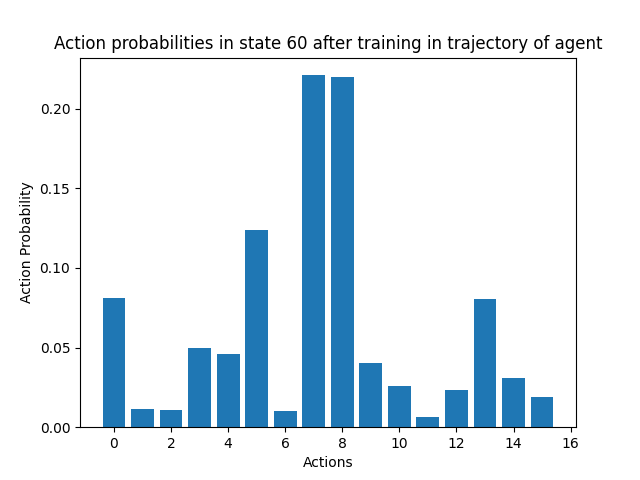 Action probabilities in state 60 after training in trajectory of agent
0.20
0.15
0.10
0.05
0.00
Action Probability
0 2 4 6 8 10 12 14 16
Actions